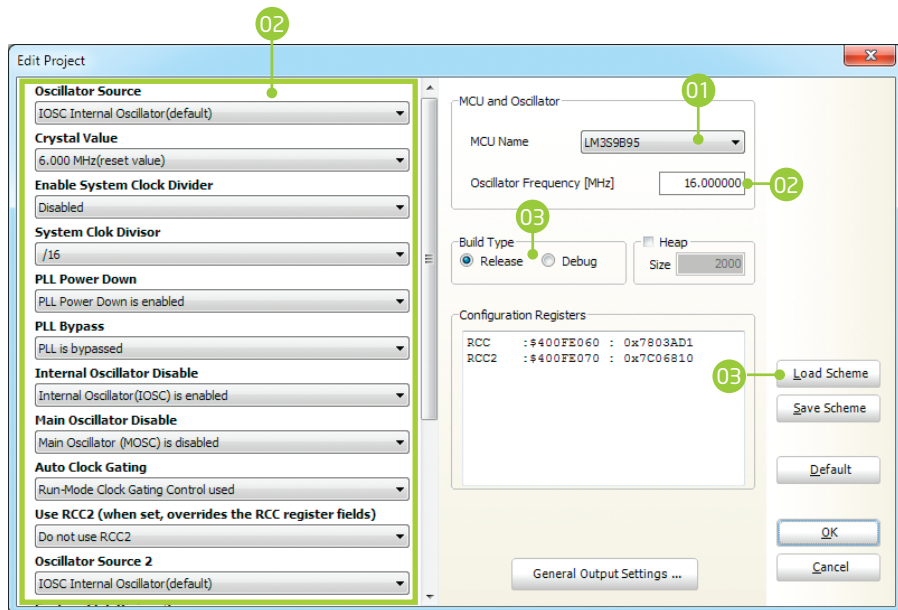 02
Edit Project
Oscillator Source
IOSC Internal Oscillator(default)
Crystal Value
6.000 MHz(reset value)
Enable System Clock Divider
Disabled
System Clok Divisor
/16
PLL Power Down
PLL Power Down is enabled
PLL Bypass
PLL is bypassed
Internal Oscillator Disable
Internal Oscillator(IOSC) is enabled
Main Oscillator Disable
Main Oscillator (MOSC) is disabled
Auto Clock Gating
Run-Mode Clock Gating Control used
Use RCC2 (when set, overrides the RCC register fields)
Do not use RCC2
Oscillator Source 2
IOSC Internal Oscillator(default)
MCU and Oscillator
01
MCU Name
LM3S9B95
Oscillator Frequency [MHz]
16.000000
02
03
Build Type
Release
Debug
Heap
Size
2000
Configuration Registers
RCC :$400FE060 : 0x7803AD1
RCC2 :$400FE070 : 0x7C06810
03
Load Scheme
Save Scheme
Default
OK
Cancel
General Output Settings ...